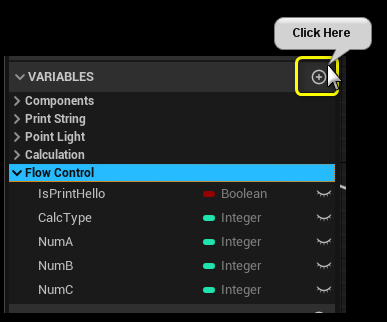 Click Here
VARIABLES
Components
Print String
Point Light
Calculation
Flow Control
IsPrintHello Boolean
CalcType Integer
NumA Integer
NumB Integer
NumC Integer